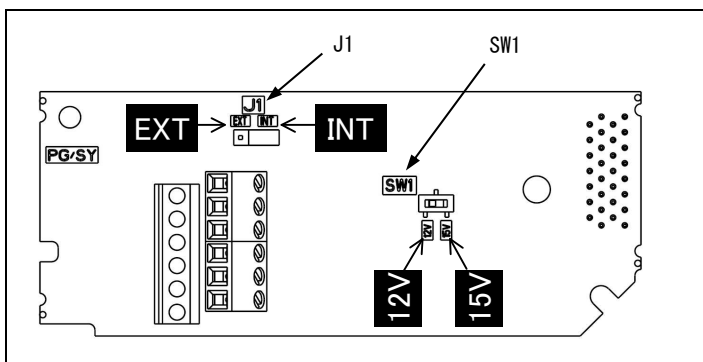 J1 SW1
J1
EXT EXT INT INT
PG/SY
SW1
12V 15V
12V 15V